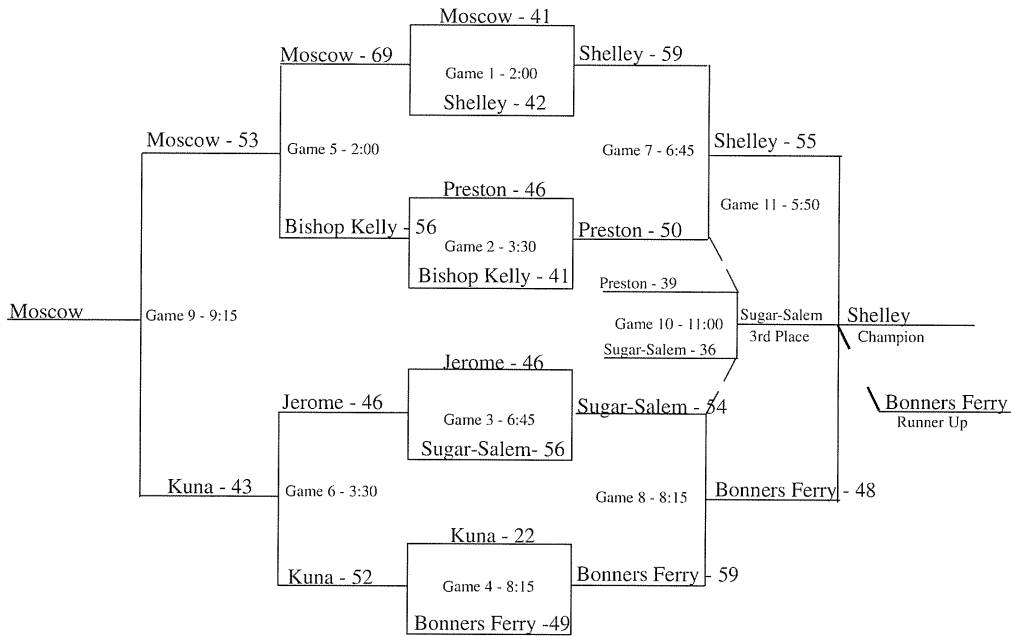 Moscow - 41
Moscow - 69
Game 1 - 2:00
Shelley - 59
Shelley - 42
Moscow - 53
Game 5 - 2:00
Game 7 - 6:45
Shelley - 55
Preston - 46
Game 11 - 5:50
Bishop Kelly - 56
Game 2 - 3:30
Preston - 50
Bishop Kelly - 41
Preston - 39
Moscow
Game 9 - 9:15
Game 10 - 11:00
Sugar-Salem
3rd Place
Shelley
Champion
Sugar-Salem - 36
Jerome - 46
Jerome - 46
Game 3 - 6:45
Sugar-Salem - 54
Bonners Ferry
Runner Up
Sugar-Salem- 56
Kuna - 43
Game 6 - 3:30
Game 8 - 8:15
Bonners Ferry - 48
Kuna - 22
Kuna - 52
Game 4 - 8:15
Bonners Ferry - 59
Bonners Ferry -49